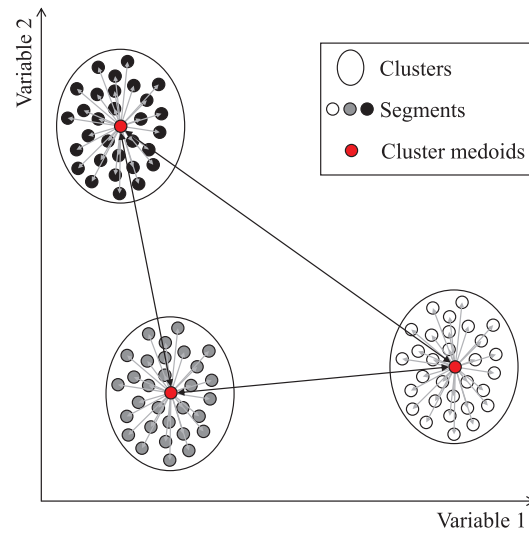 Variable 2
Clusters
Segments
Cluster medoids
Variable 1